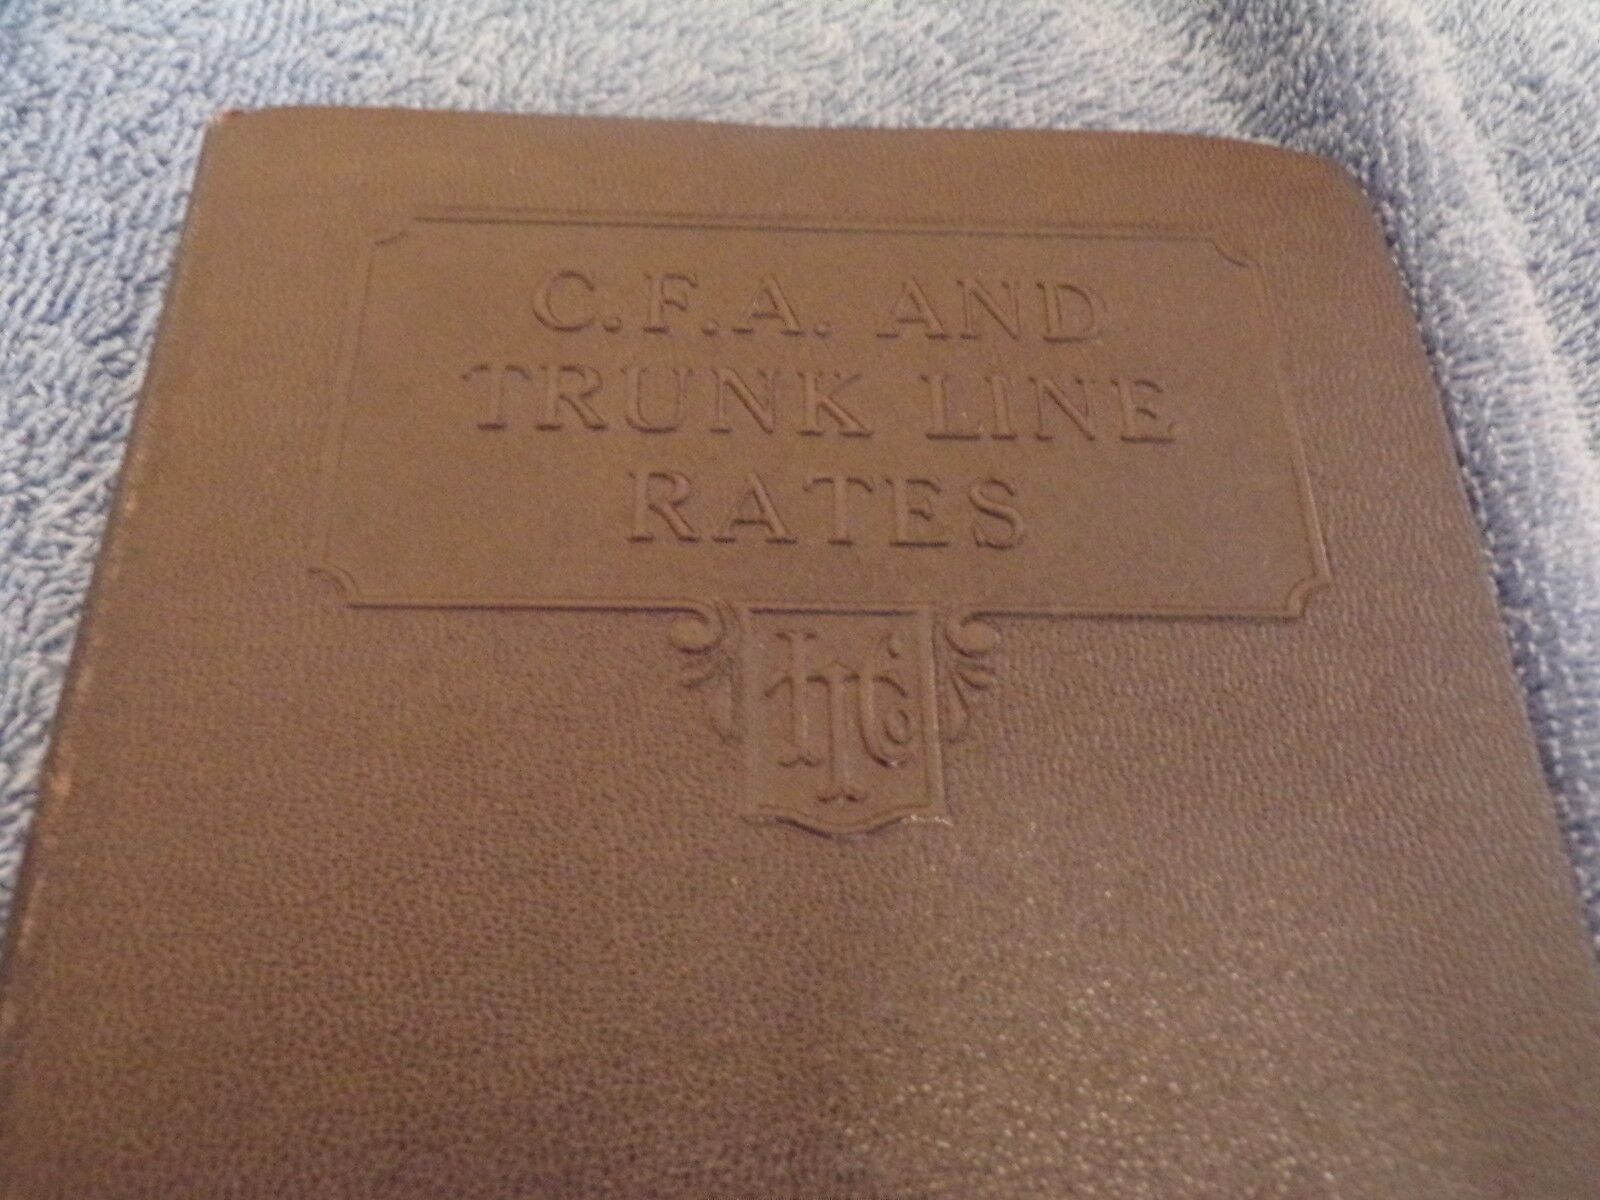 C.F.A. AND
TRUNK LINE
RATES